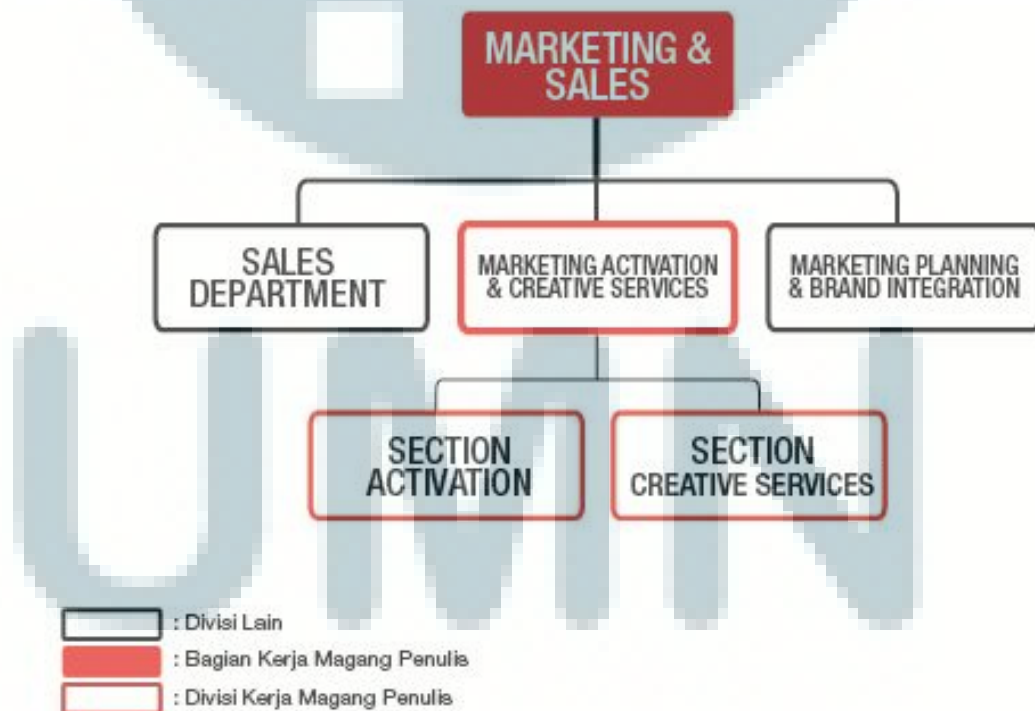 MARKETING &
SALES
SALES
DEPARTMENT
MARKETING ACTIVATION
& CREATIVE SERVICES
MARKETING PLANNING
& BRAND INTEGRATION
SECTION
ACTIVATION
SECTION
CREATIVE SERVICES
UMN
: Divisi Lain
: Bagian Kerja Magang Penulis
: Divisi Kerja Magang Penulis